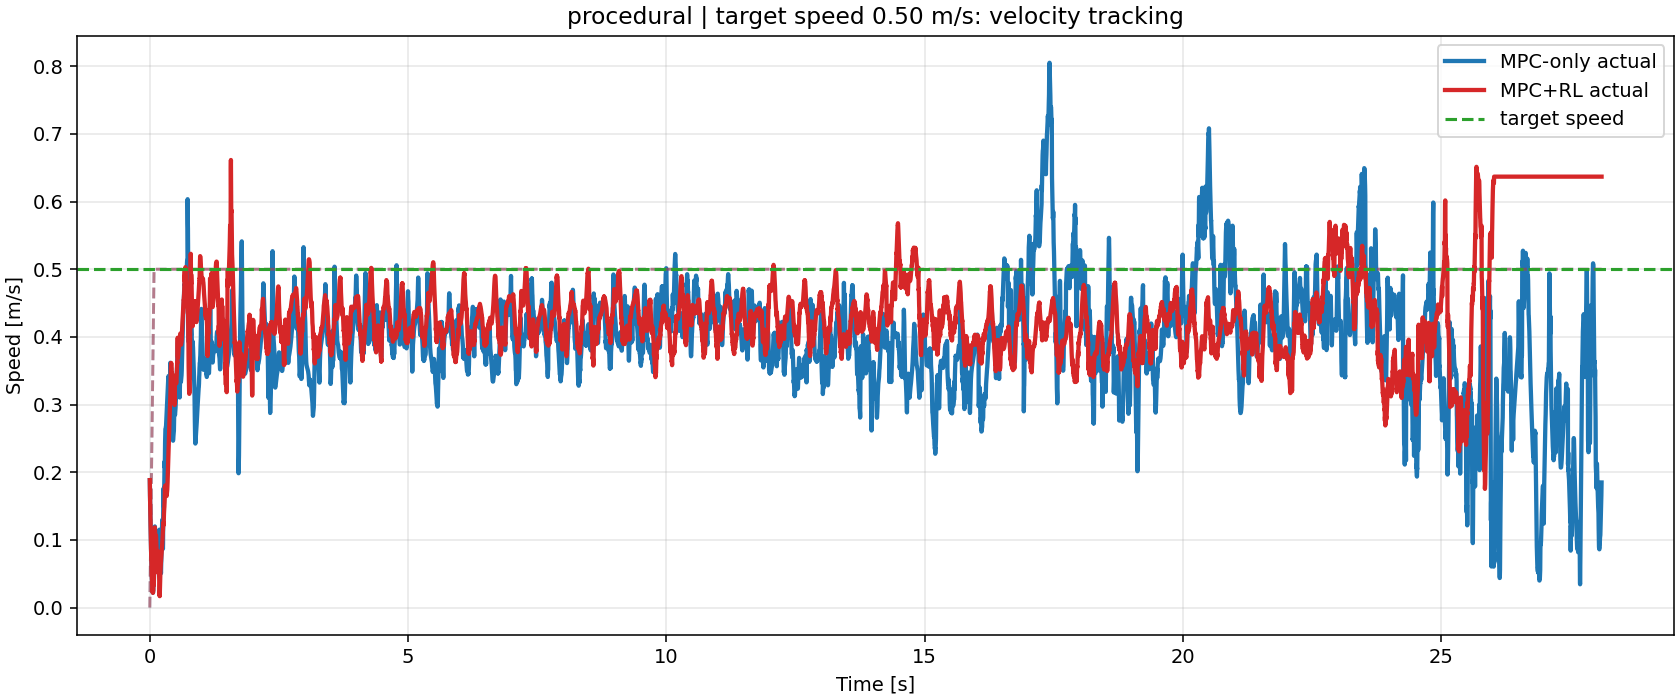 procedural | target speed 0.50 m/s: velocity tracking
MPC-only actual
MPC+RL actual
target speed
Speed [m/s]
0.8
0.7
0.6
0.5
0.4
0.3
0.2
0.1
0.0
0 5 10 15 20 25
Time [s]